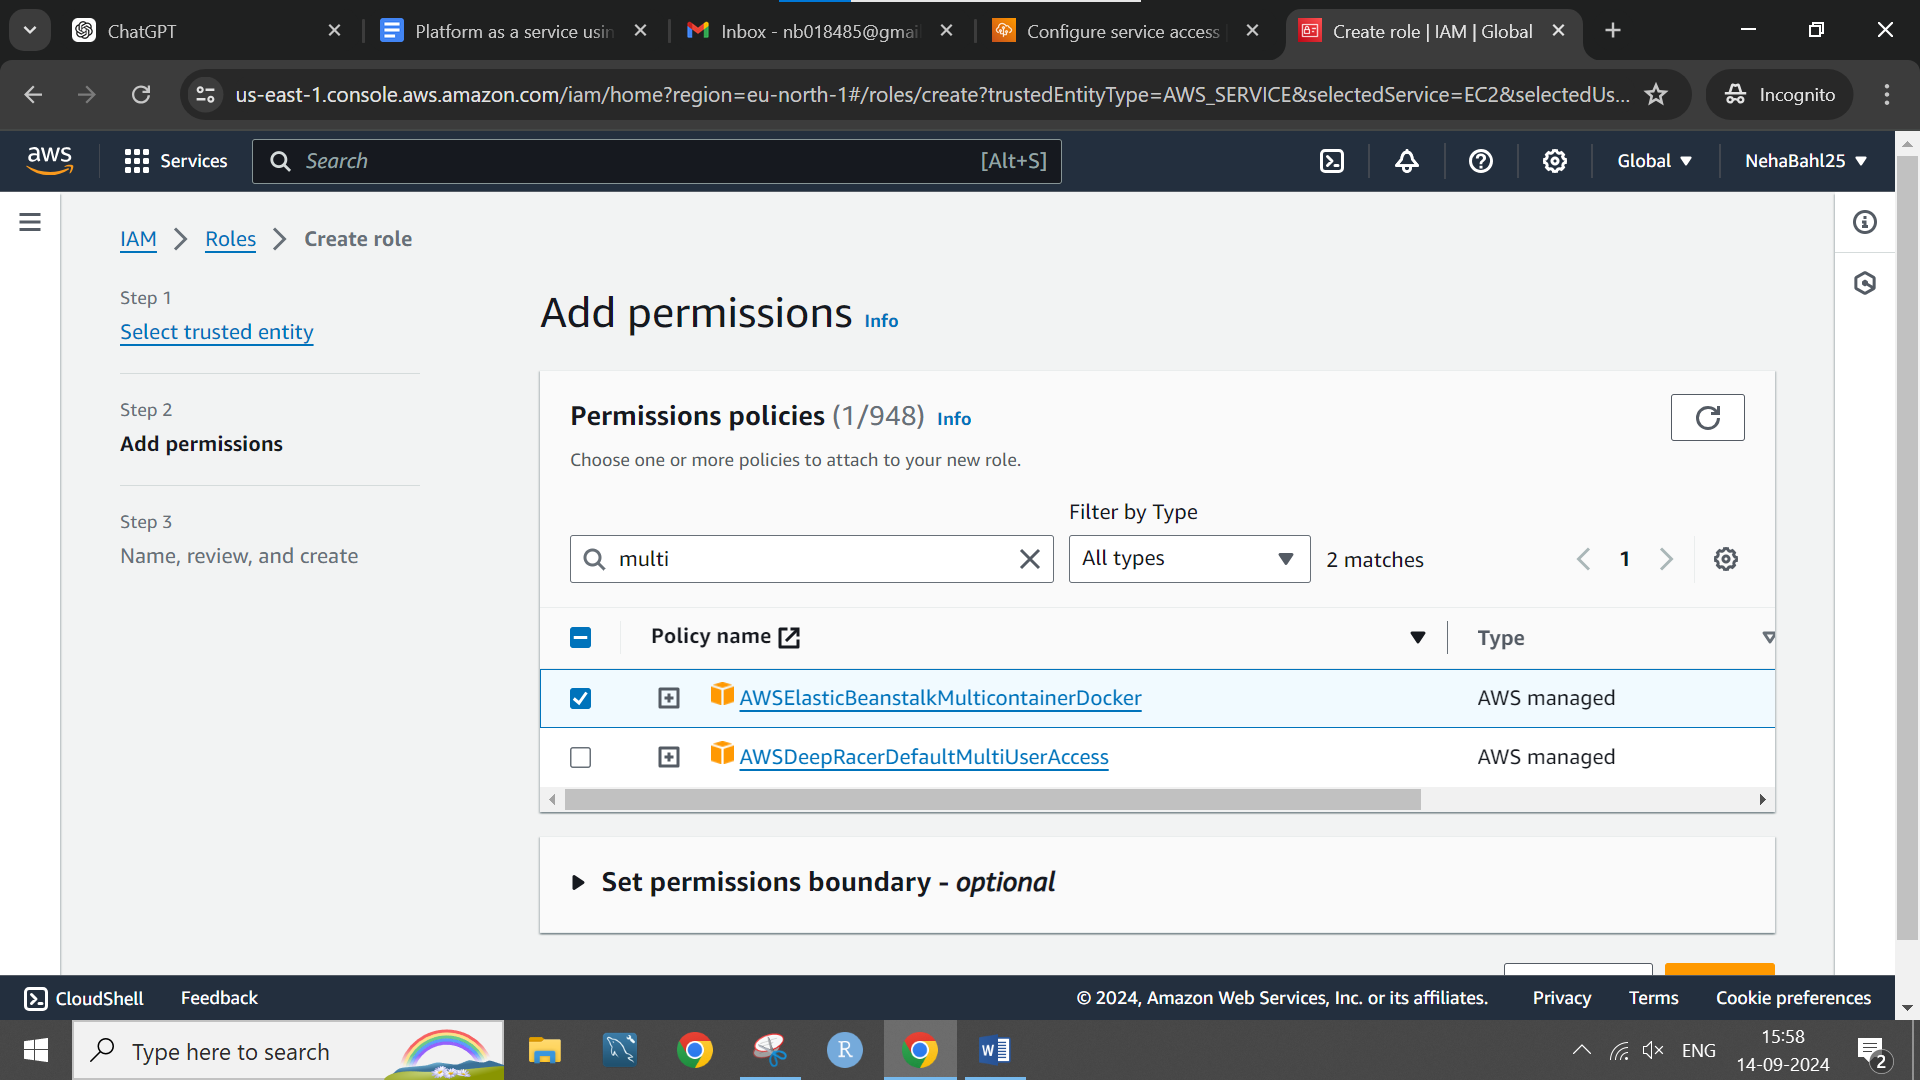 ChatGPT
Platform as a service usin
Inbox - nb018485@gmai
Configure service access
Create role | IAM | Global
us-east-1.console.aws.amazon.com/iam/home?region=eu-north-1#/roles/create?trustedEntityType=AWS_SERVICE&selectedService=EC2&selectedUs...
Incognito
aws
Services
Search
[Alt+S]
Global
NehaBahl25
IAM
Roles
Create role
Step 1
Select trusted entity
Step 2
Add permissions
Step 3
Name, review, and create
Add permissions Info
Permissions policies (1/948) Info
Choose one or more policies to attach to your new role.
Filter by Type
multi
All types
2 matches
1
Policy name
Type
AWSElasticBeanstalkMulticontainerDocker
AWS managed
AWSDeepRacerDefaultMultiUserAccess
AWS managed
Set permissions boundary - optional
CloudShell
Feedback
© 2024, Amazon Web Services, Inc. or its affiliates.
Privacy
Terms
Cookie preferences
Type here to search
R
W
ENG
15:58
14-09-2024
2